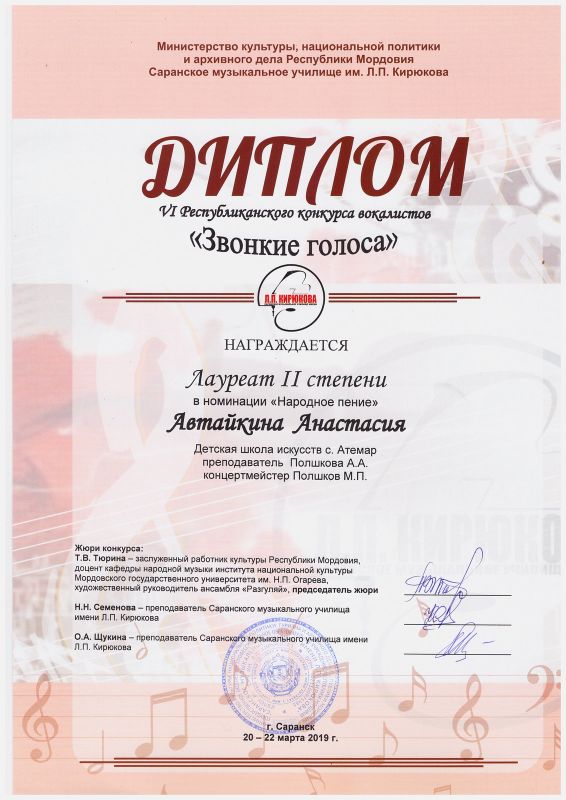 Министерство культуры, национальной политики
и архивного дела Республики Мордовия
Саранское музыкальное училище им. Л.П. Кирюкова
ДИПЛОМ
VI Республиканского конкурса вокалистов
«Звонкие голоса»
Л.П. КИРЮКОВА
НАГРАЖДАЕТСЯ
Лауреат II степени
в номинации «Народное пение»
Автайкина Анастасия
Детская школа искусств с. Атемар
преподаватель Полшкова А.А.
концертмейстер Полшков М.П.
Жюри конкурса:
Т.В. Тюрина – заслуженный работник культуры Республики Мордовия,
доцент кафедры народной музыки института национальной культуры
Мордовского государственного университета им. Н.П. Огарева,
художественный руководитель ансамбля «Разгуляй», председатель жюри
Н.Н. Семенова – преподаватель Саранского музыкального училища
имени Л.П. Кирюкова
О.А. Щукина – преподаватель Саранского музыкального училища имени
Л.П. Кирюкова
г. Саранск
20 – 22 марта 2019 г.